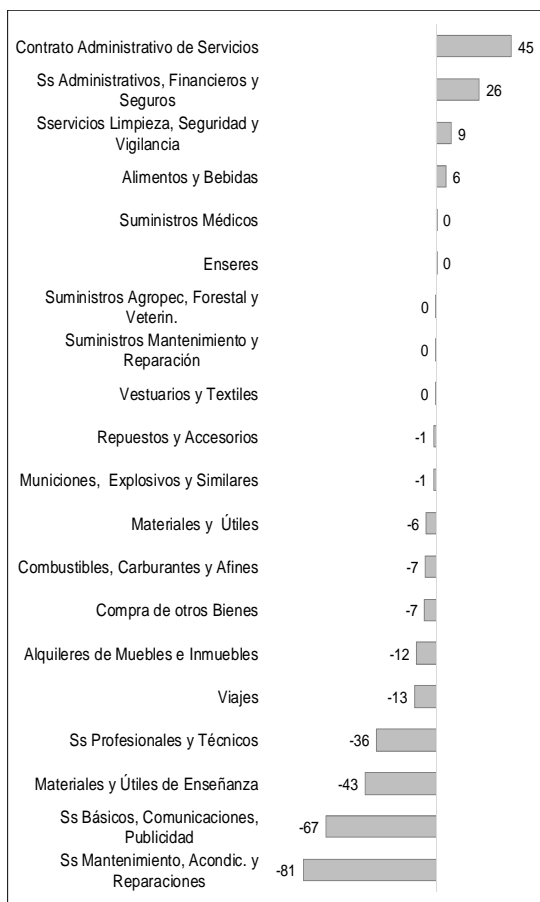 Contrato Administrativo de Servicios 45
Ss Administrativos, Financieros y
Seguros 26
Sservicios Limpieza, Seguridad y
Vigilancia 9
Alimentos y Bebidas 6
Suministros Médicos 0
Enseres 0
Suministros Agropec, Forestal y
Veterin. 0
Suministros Mantenimiento y
Reparación 0
Vestuarios y Textiles 0
Repuestos y Accesorios -1
Municiones, Explosivos y Similares -1
Materiales y Útiles -6
Combustibles, Carburantes y Afines -7
Compra de otros Bienes -7
Alquileres de Muebles e Inmuebles -12
Viajes -13
Ss Profesionales y Técnicos -36
Materiales y Útiles de Enseñanza -43
Ss Básicos, Comunicaciones,
Publicidad -67
Ss Mantenimiento, Acondic. y
Reparaciones -81